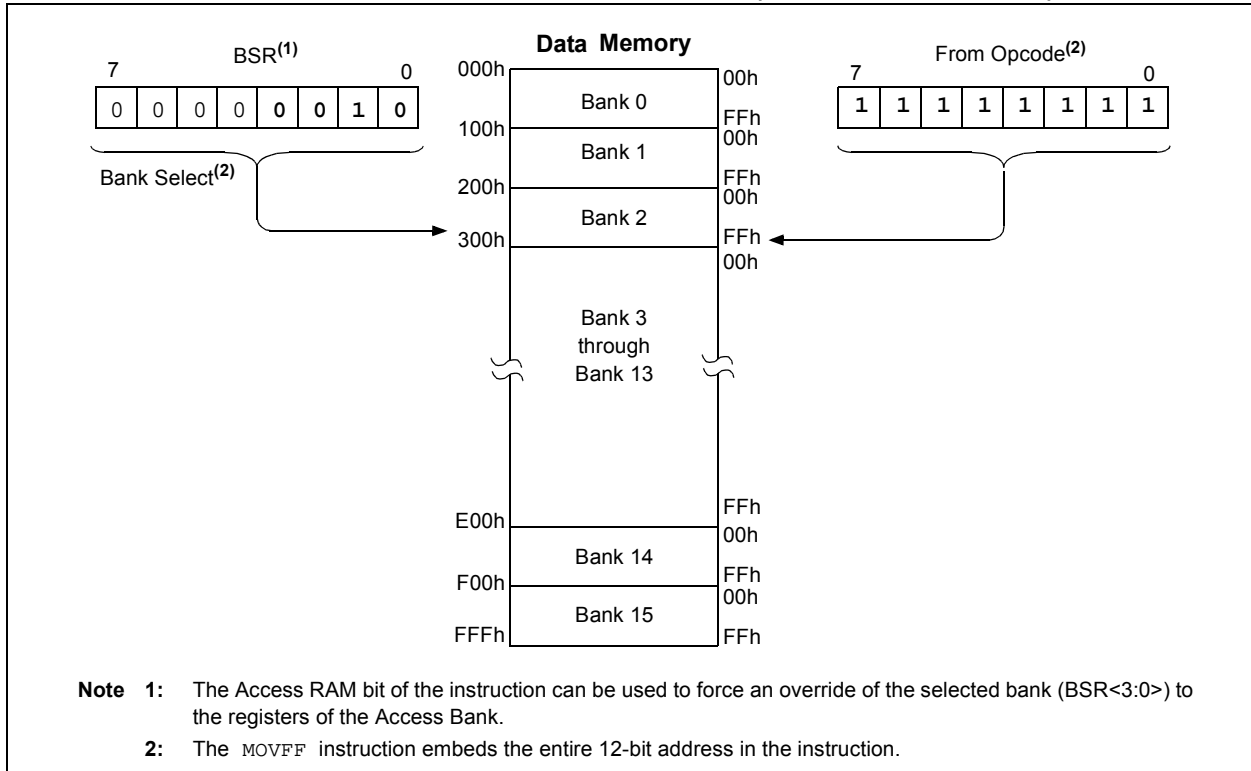 BSR(1)
7 0
0 0 0 0 0 0 1 0
Bank Select(2)
Data Memory
000h
100h
200h
300h
E00h
F00h
FFFh
Bank 0
Bank 1
Bank 2
Bank 3
through
Bank 13
Bank 14
Bank 15
00h
FFh
00h
FFh
00h
FFh
00h
FFh
00h
FFh
00h
FFh
From Opcode(2)
7 0
1 1 1 1 1 1 1 1
Note 1: The Access RAM bit of the instruction can be used to force an override of the selected bank (BSR<3:0>) to
the registers of the Access Bank.
2: The MOVFF instruction embeds the entire 12-bit address in the instruction.